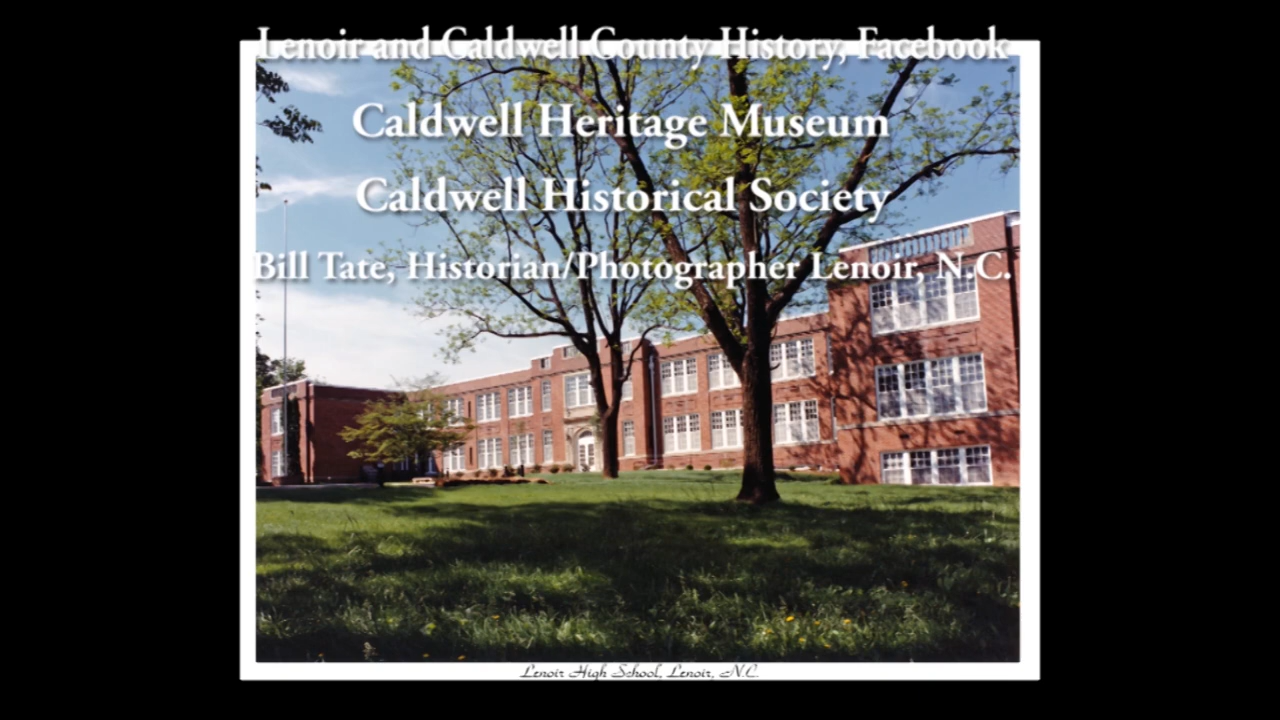 Lenoir and Caldwell County History, Facebook
Caldwell Heritage Museum
Caldwell Historical Society
Bill Tate, Historian/Photographer Lenoir, N.C.
Lenoir High School, Lenoir, N.C.